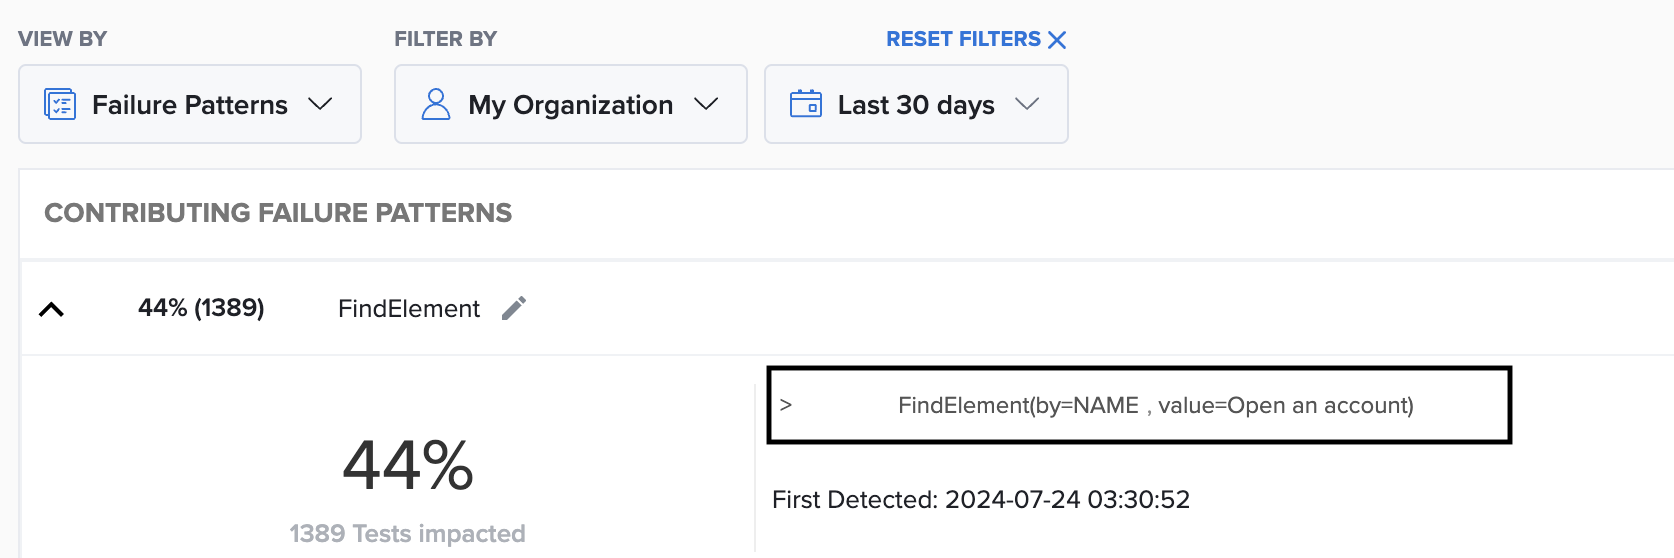 VIEW BY
FILTER BY
RESET FILTERS
Failure Patterns
My Organization
Last 30 days
CONTRIBUTING FAILURE PATTERNS
44% (1389)
FindElement
> FindElement(by=NAME , value=Open an account)
44%
1389 Tests impacted
First Detected: 2024-07-24 03:30:52